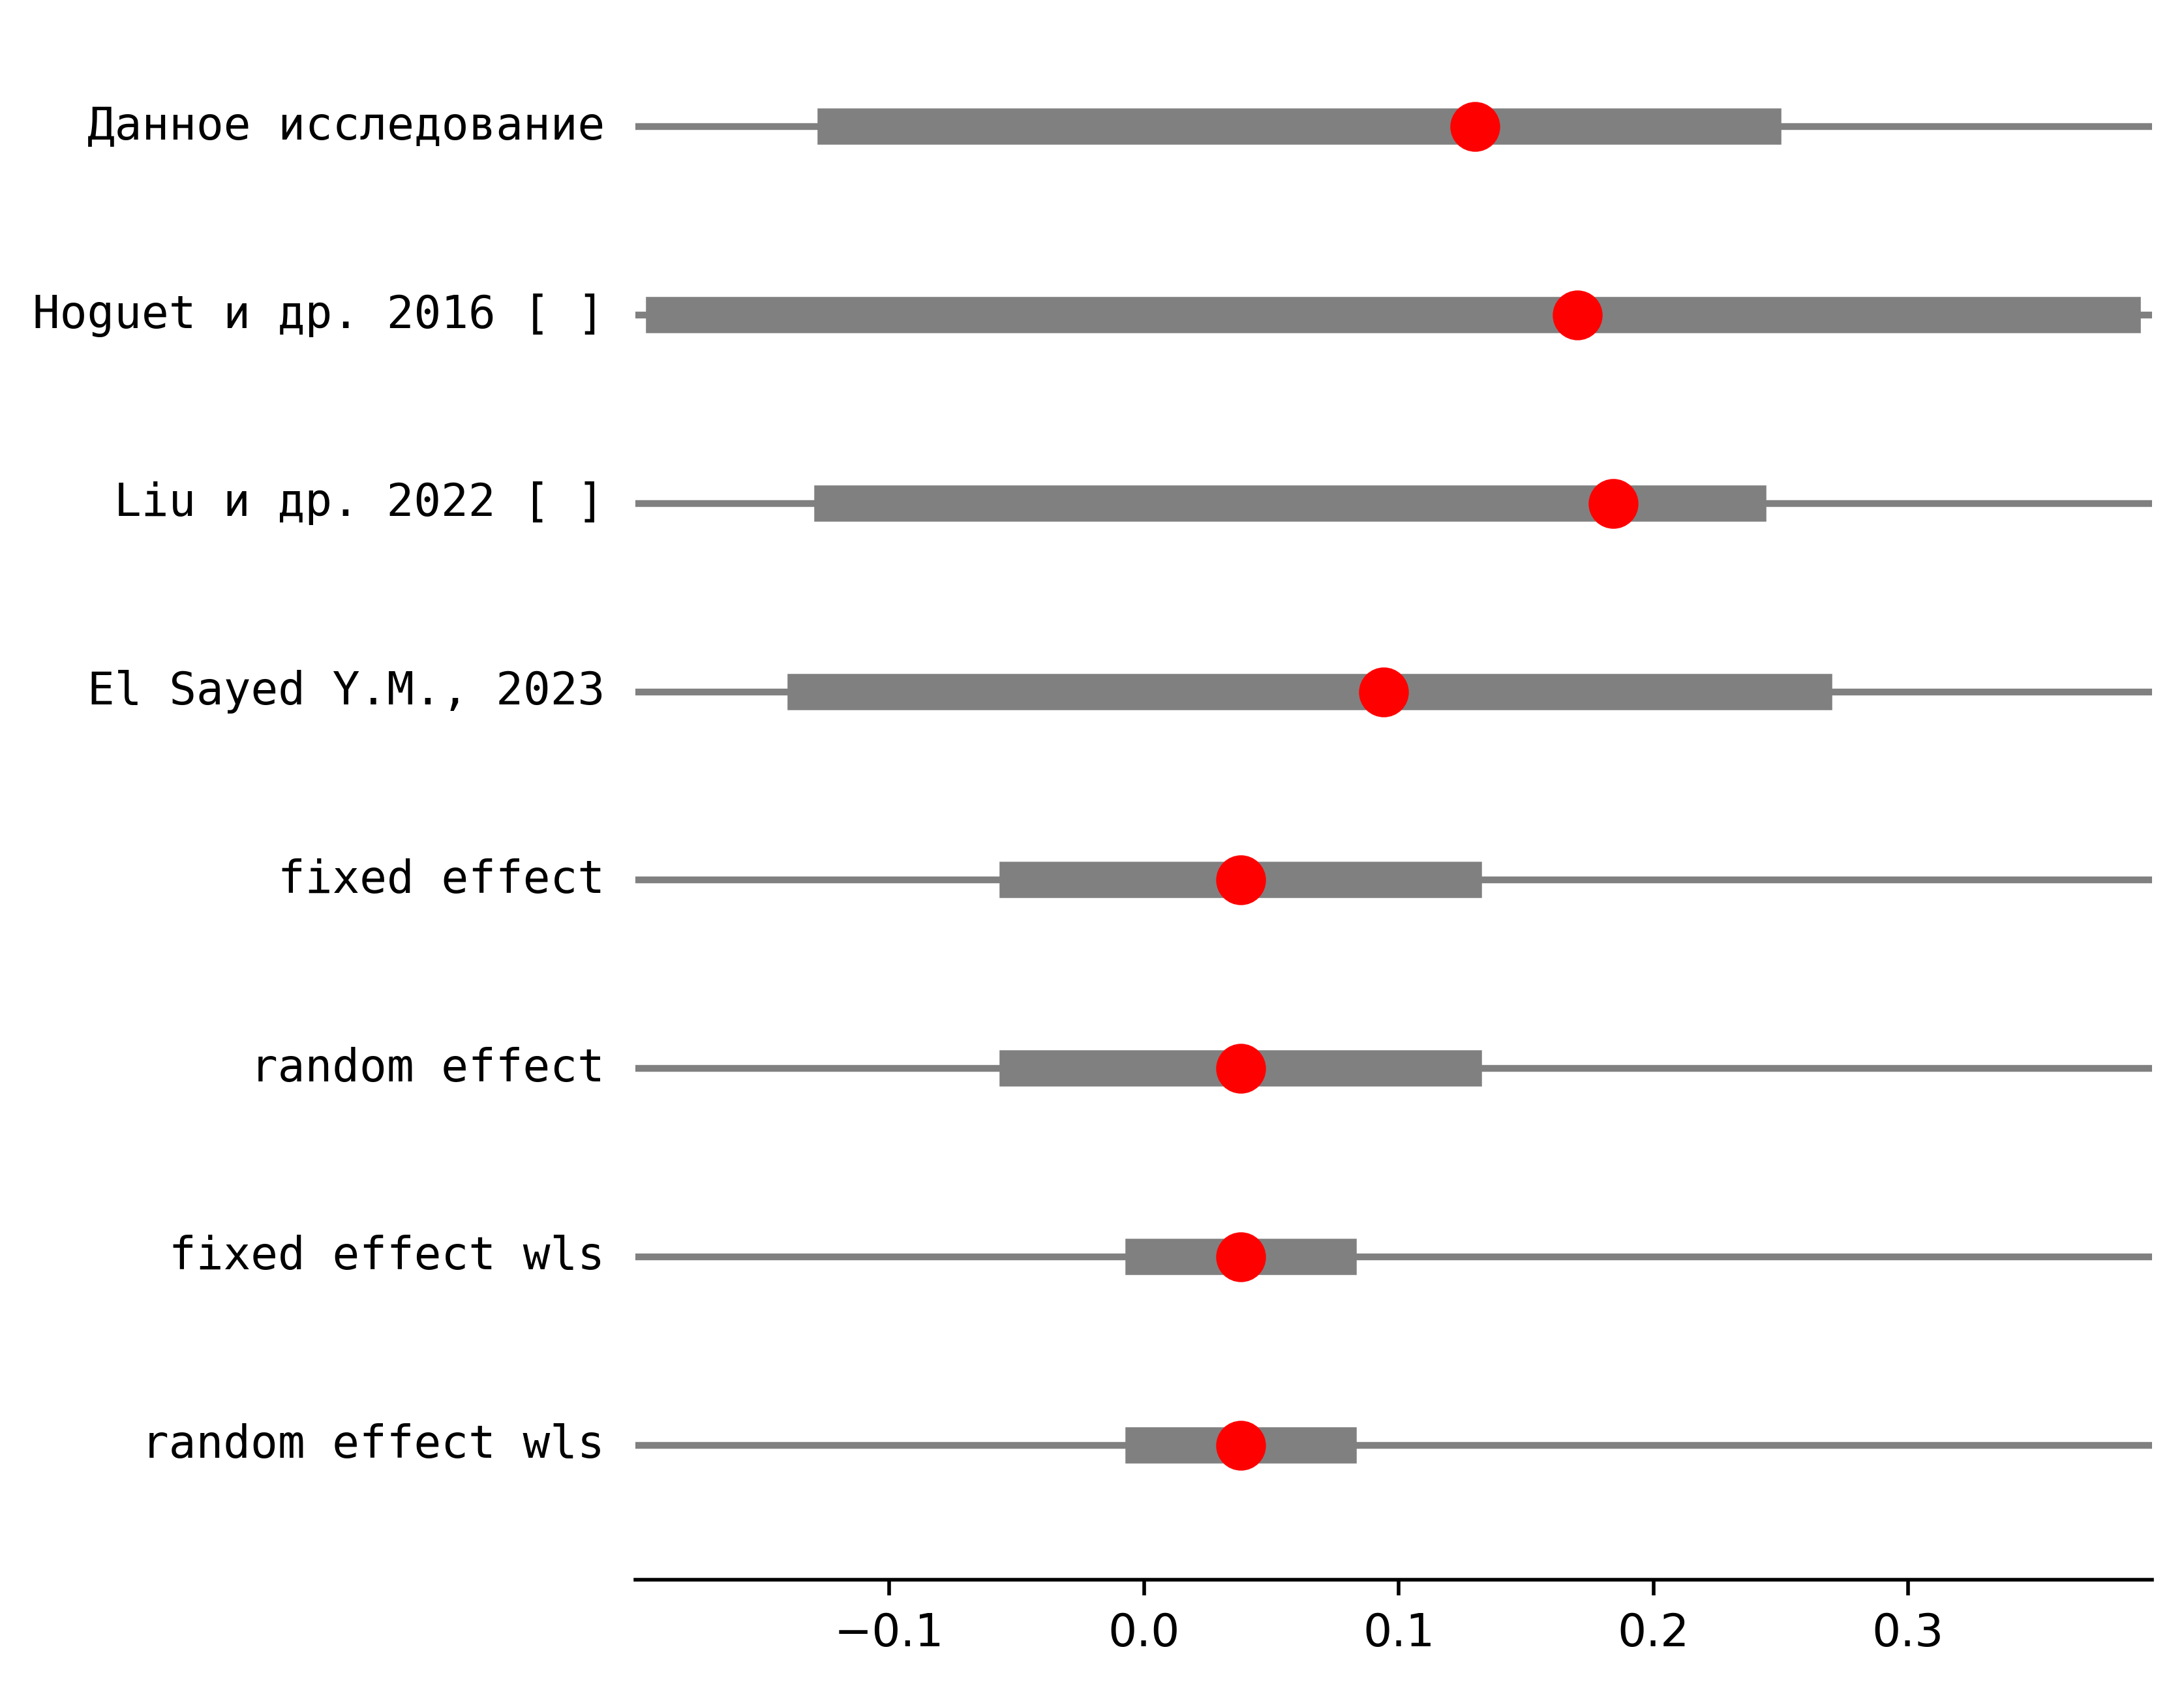 Данное исследование
Hoguet и др. 2016 [ ]
Liu и др. 2022 [ ]
El Sayed Y.M., 2023
fixed effect
random effect
fixed effect wls
random effect wls
−0.1 0.0 0.1 0.2 0.3